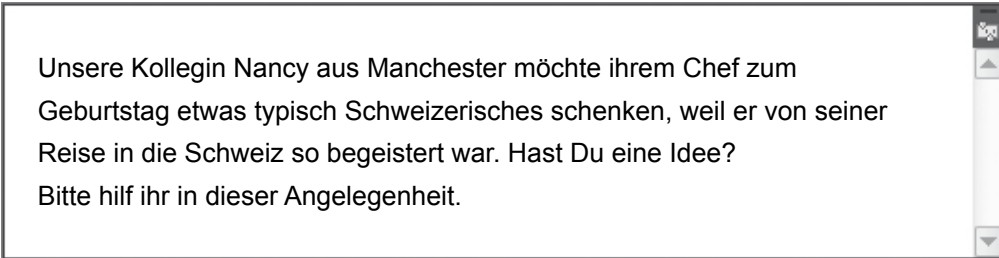 Unsere Kollegin Nancy aus Manchester möchte ihrem Chef zum
Geburtstag etwas typisch Schweizerisches schenken, weil er von seiner
Reise in die Schweiz so begeistert war. Hast Du eine Idee?
Bitte hilf ihr in dieser Angelegenheit.